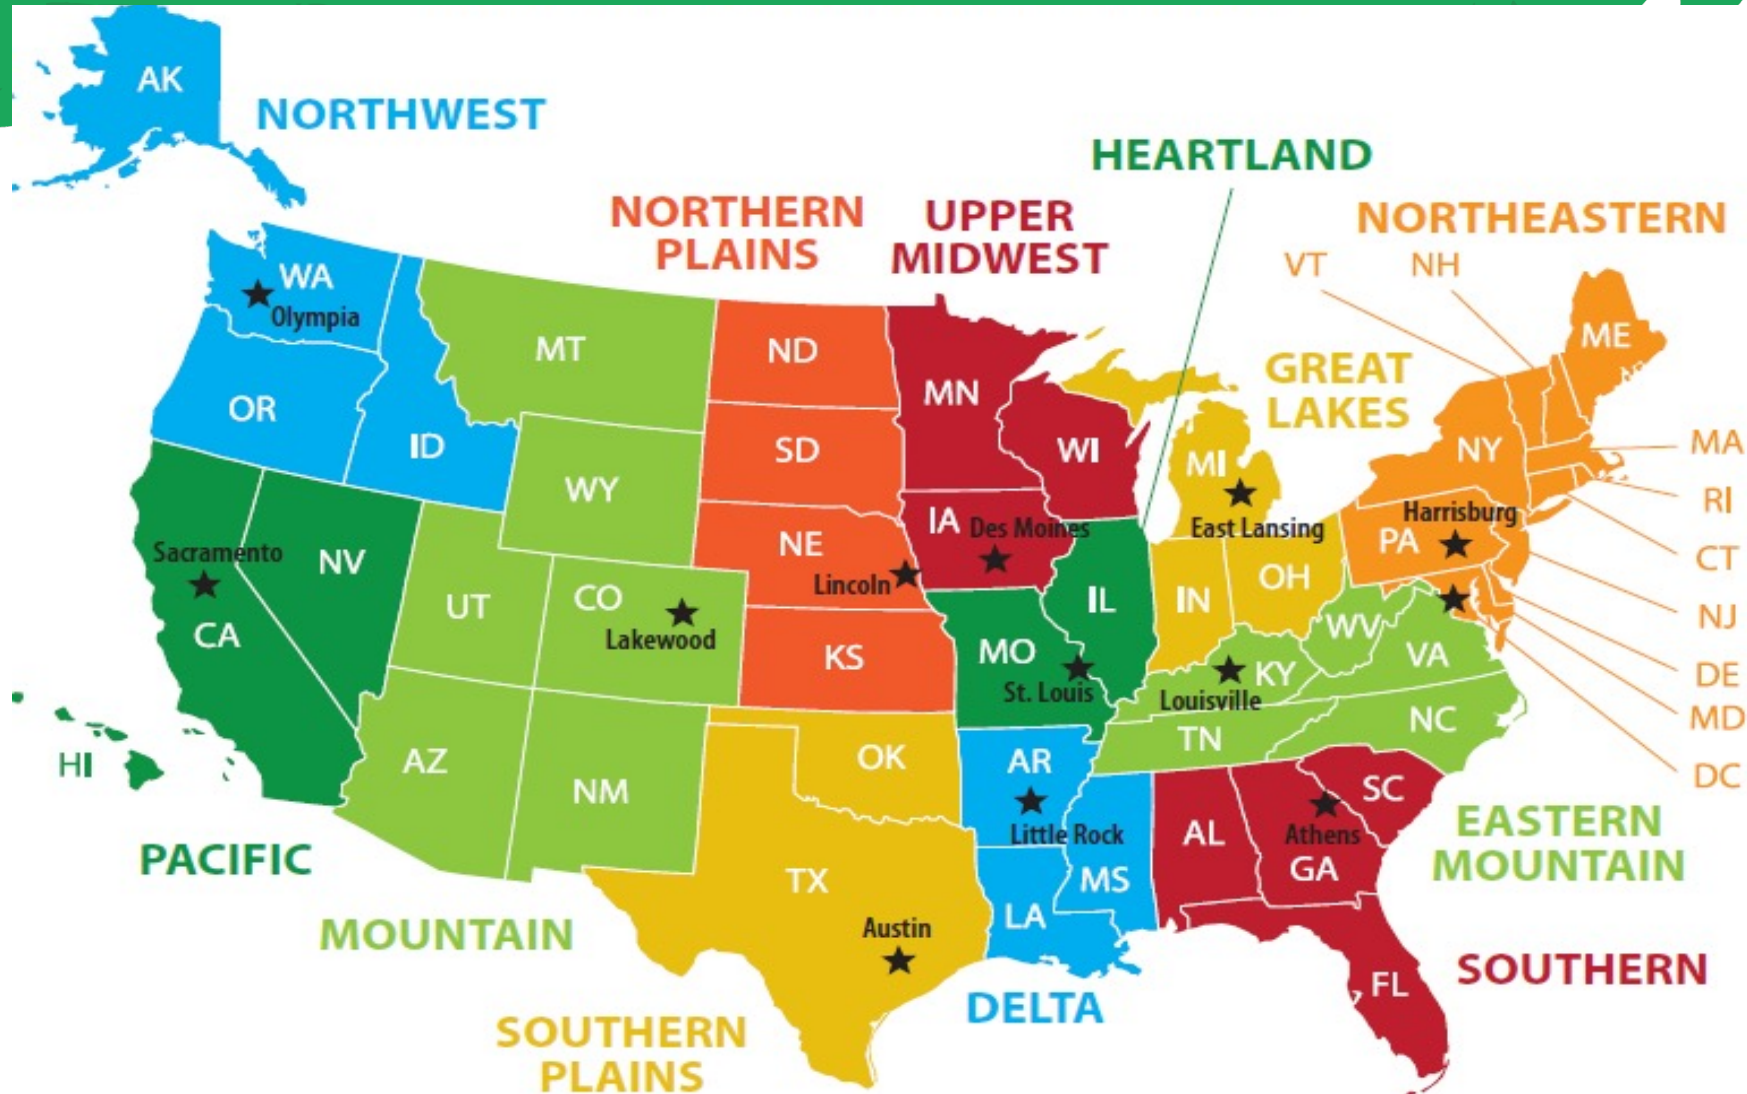 AK
NORTHWEST
HEARTLAND
NORTHERN
PLAINS
UPPER
MIDWEST
NORTHEASTERN
VT
NH
WA
Olympia
MT
ND
MN
GREAT
LAKES
ME
OR
ID
SD
WI
MI
NY
MA
WY
East Lansing
Harrisburg
RI
Sacramento
NV
NE
IA
Des Moines
PA
CT
UT
CO
Lincoln
IL
IN
OH
NJ
CA
Lakewood
KS
MO
St. Louis
KY
Louisville
WV
VA
DE
MD
HI
AZ
NM
OK
AR
TN
NC
DC
Little Rock
SC
Athens
EASTERN
MOUNTAIN
PACIFIC
TX
MS
AL
GA
MOUNTAIN
Austin
LA
FL
SOUTHERN
DELTA
SOUTHERN
PLAINS